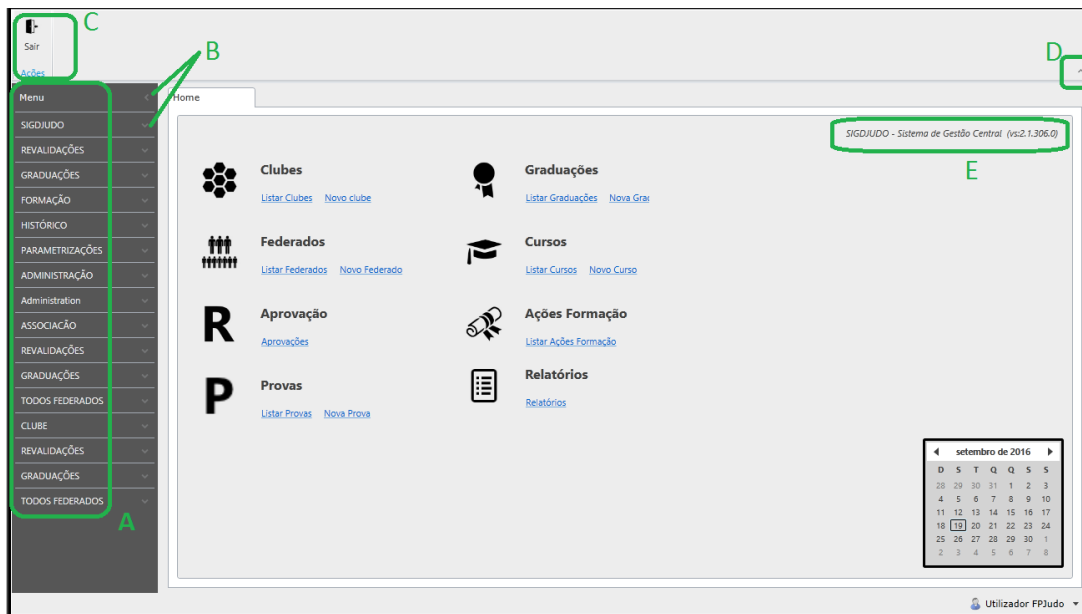 C
Sair
Ações
B
D
Menu
Home
SIGDJUDO
REVALIDAÇÕES
GRADUAÇÕES
FORMAÇÃO
HISTÓRICO
PARAMETRIZAÇÕES
ADMINISTRAÇÃO
Administration
ASSOCIACÃO
REVALIDAÇÕES
GRADUAÇÕES
TODOS FEDERADOS
CLUBE
REVALIDAÇÕES
GRADUAÇÕES
TODOS FEDERADOS
A
SIGDJUDO - Sistema de Gestão Central (vs:2.1.306.0)
E
Clubes
Listar Clubes Novo clube
Graduações
Listar Graduações Nova Grad
Federados
Listar Federados Novo Federado
Cursos
Listar Cursos Novo Curso
R
Aprovação
Aprovações
Ações Formação
Listar Ações Formação
P
Provas
Listar Provas Nova Prova
Relatórios
Relatórios
setembro de 2016
D S T Q Q S S
28 29 30 31 1 2 3
4 5 6 7 8 9 10
11 12 13 14 15 16 17
18 19 20 21 22 23 24
25 26 27 28 29 30 1
2 3 4 5 6 7 8
Utilizador FPJudo